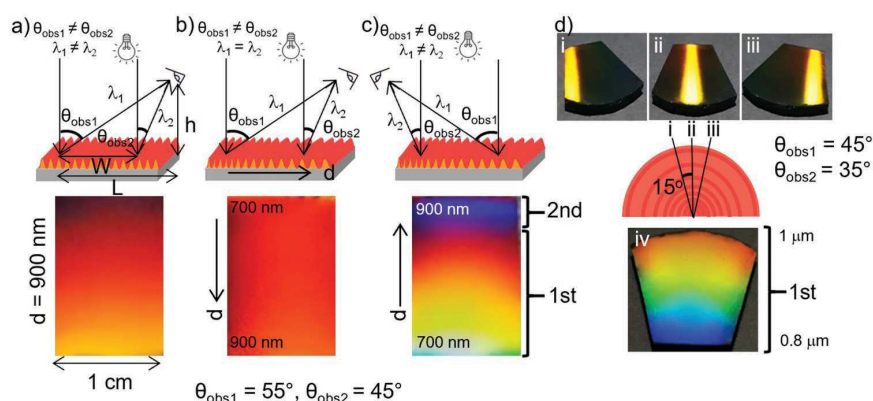 a)
θobs1 ≠ θobs2
λ1 ≠ λ2
λ1
θobs1
θobs2
λ2
h
W
L
d = 900 nm
1 cm
b)
θobs1 ≠ θobs2
λ1 = λ2
λ1
θobs1
λ2
θobs2
d
700 nm
d
900 nm
θobs1 = 55°, θobs2 = 45°
c)
θobs1 ≠ θobs2
λ1 ≠ λ2
λ1
λ2
θobs2
θobs1
900 nm
2nd
d
1st
700 nm
d)
i
ii
iii
i ii iii
15°
θobs1 = 45°
θobs2 = 35°
iv
1 μm
1st
0.8 μm